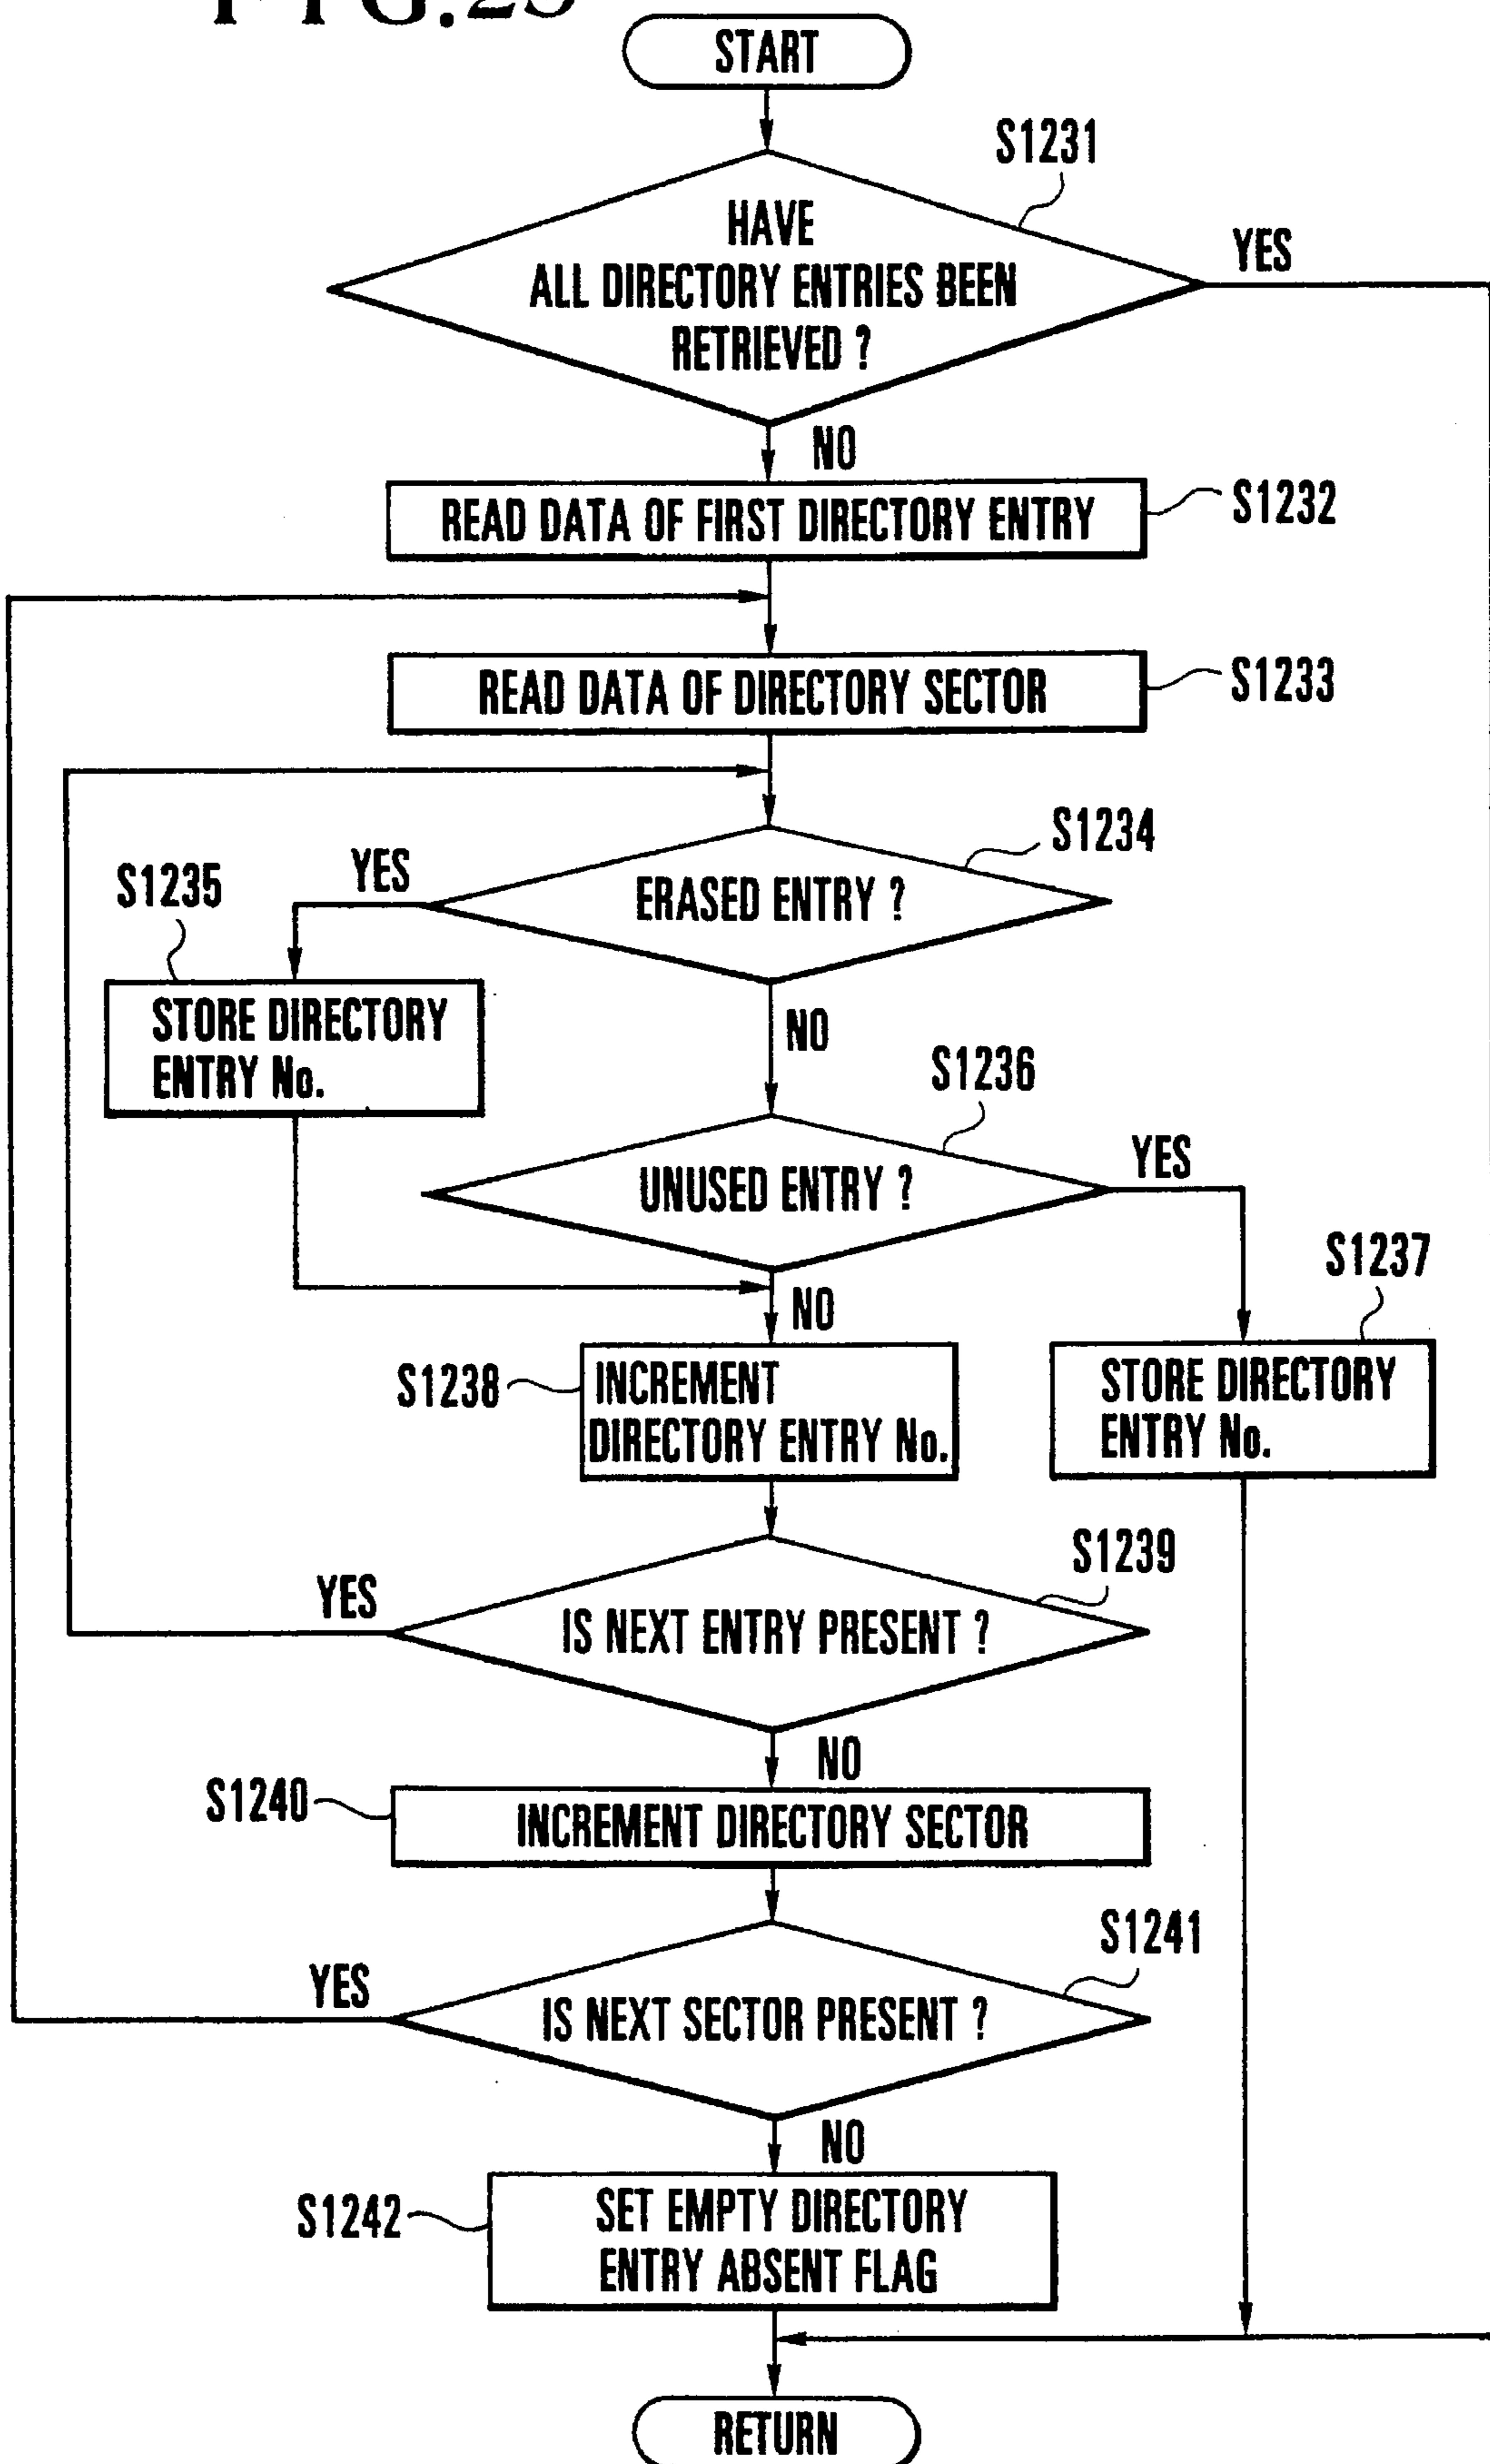 FIG.23
START
S1231
HAVE
ALL DIRECTORY ENTRIES BEEN
RETRIEVED ?
YES
NO
READ DATA OF FIRST DIRECTORY ENTRY
S1232
READ DATA OF DIRECTORY SECTOR
S1233
S1234
ERASED ENTRY ?
YES
S1235
STORE DIRECTORY
ENTRY No.
NO
S1236
UNUSED ENTRY ?
YES
S1237
NO
S1238
INCREMENT
DIRECTORY ENTRY No.
STORE DIRECTORY
ENTRY No.
S1239
YES
IS NEXT ENTRY PRESENT ?
NO
S1240
INCREMENT DIRECTORY SECTOR
S1241
YES
IS NEXT SECTOR PRESENT ?
NO
S1242
SET EMPTY DIRECTORY
ENTRY ABSENT FLAG
RETURN